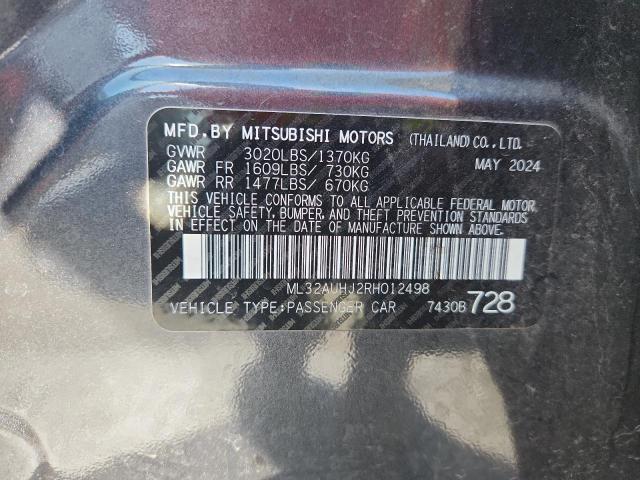 MFD.BY MITSUBISHI MOTORS (THAILAND) CO.,LTD.
GVWR 3020LBS/1370KG MAY 2024
GAWR FR 1609LBS/ 730KG
GAWR RR 1477LBS/ 670KG
THIS VEHICLE CONFORMS TO ALL APPLICABLE FEDERAL MOTOR
VEHICLE SAFETY, BUMPER, AND THEFT PREVENTION STANDARDS
IN EFFECT ON THE DATE OF MANUFACTURE SHOWN ABOVE.
ML32AUHJ2RH012498
VEHICLE TYPE:PASSENGER CAR 7430B 728